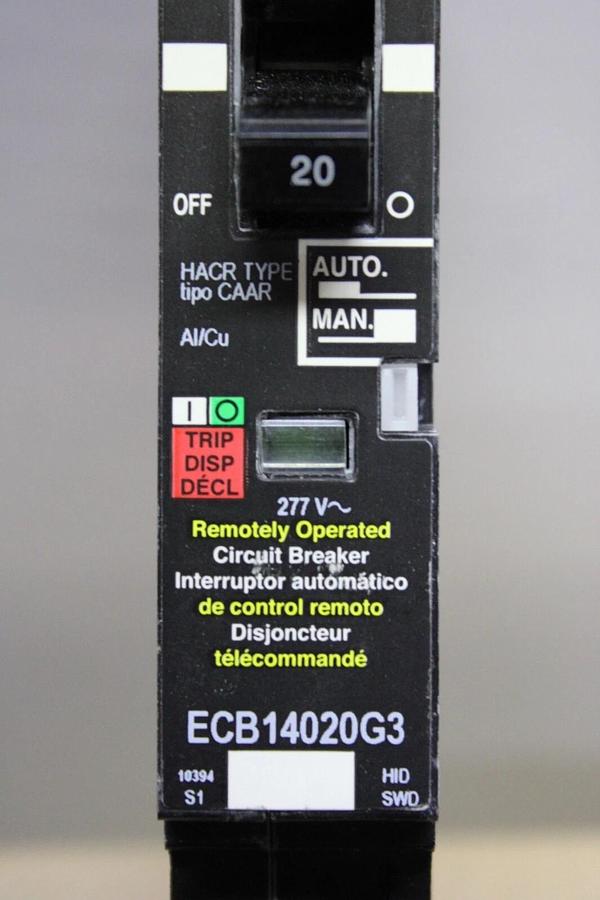 20
OFF O
HACR TYPE
tipo CAAR
AUTO.
MAN.
Al/Cu
I O
TRIP
DISP
DÉCL
277 V~
Remotely Operated
Circuit Breaker
Interruptor automático
de control remoto
Disjoncteur
télécommandé
ECB14020G3
10394 HID
S1 SWD